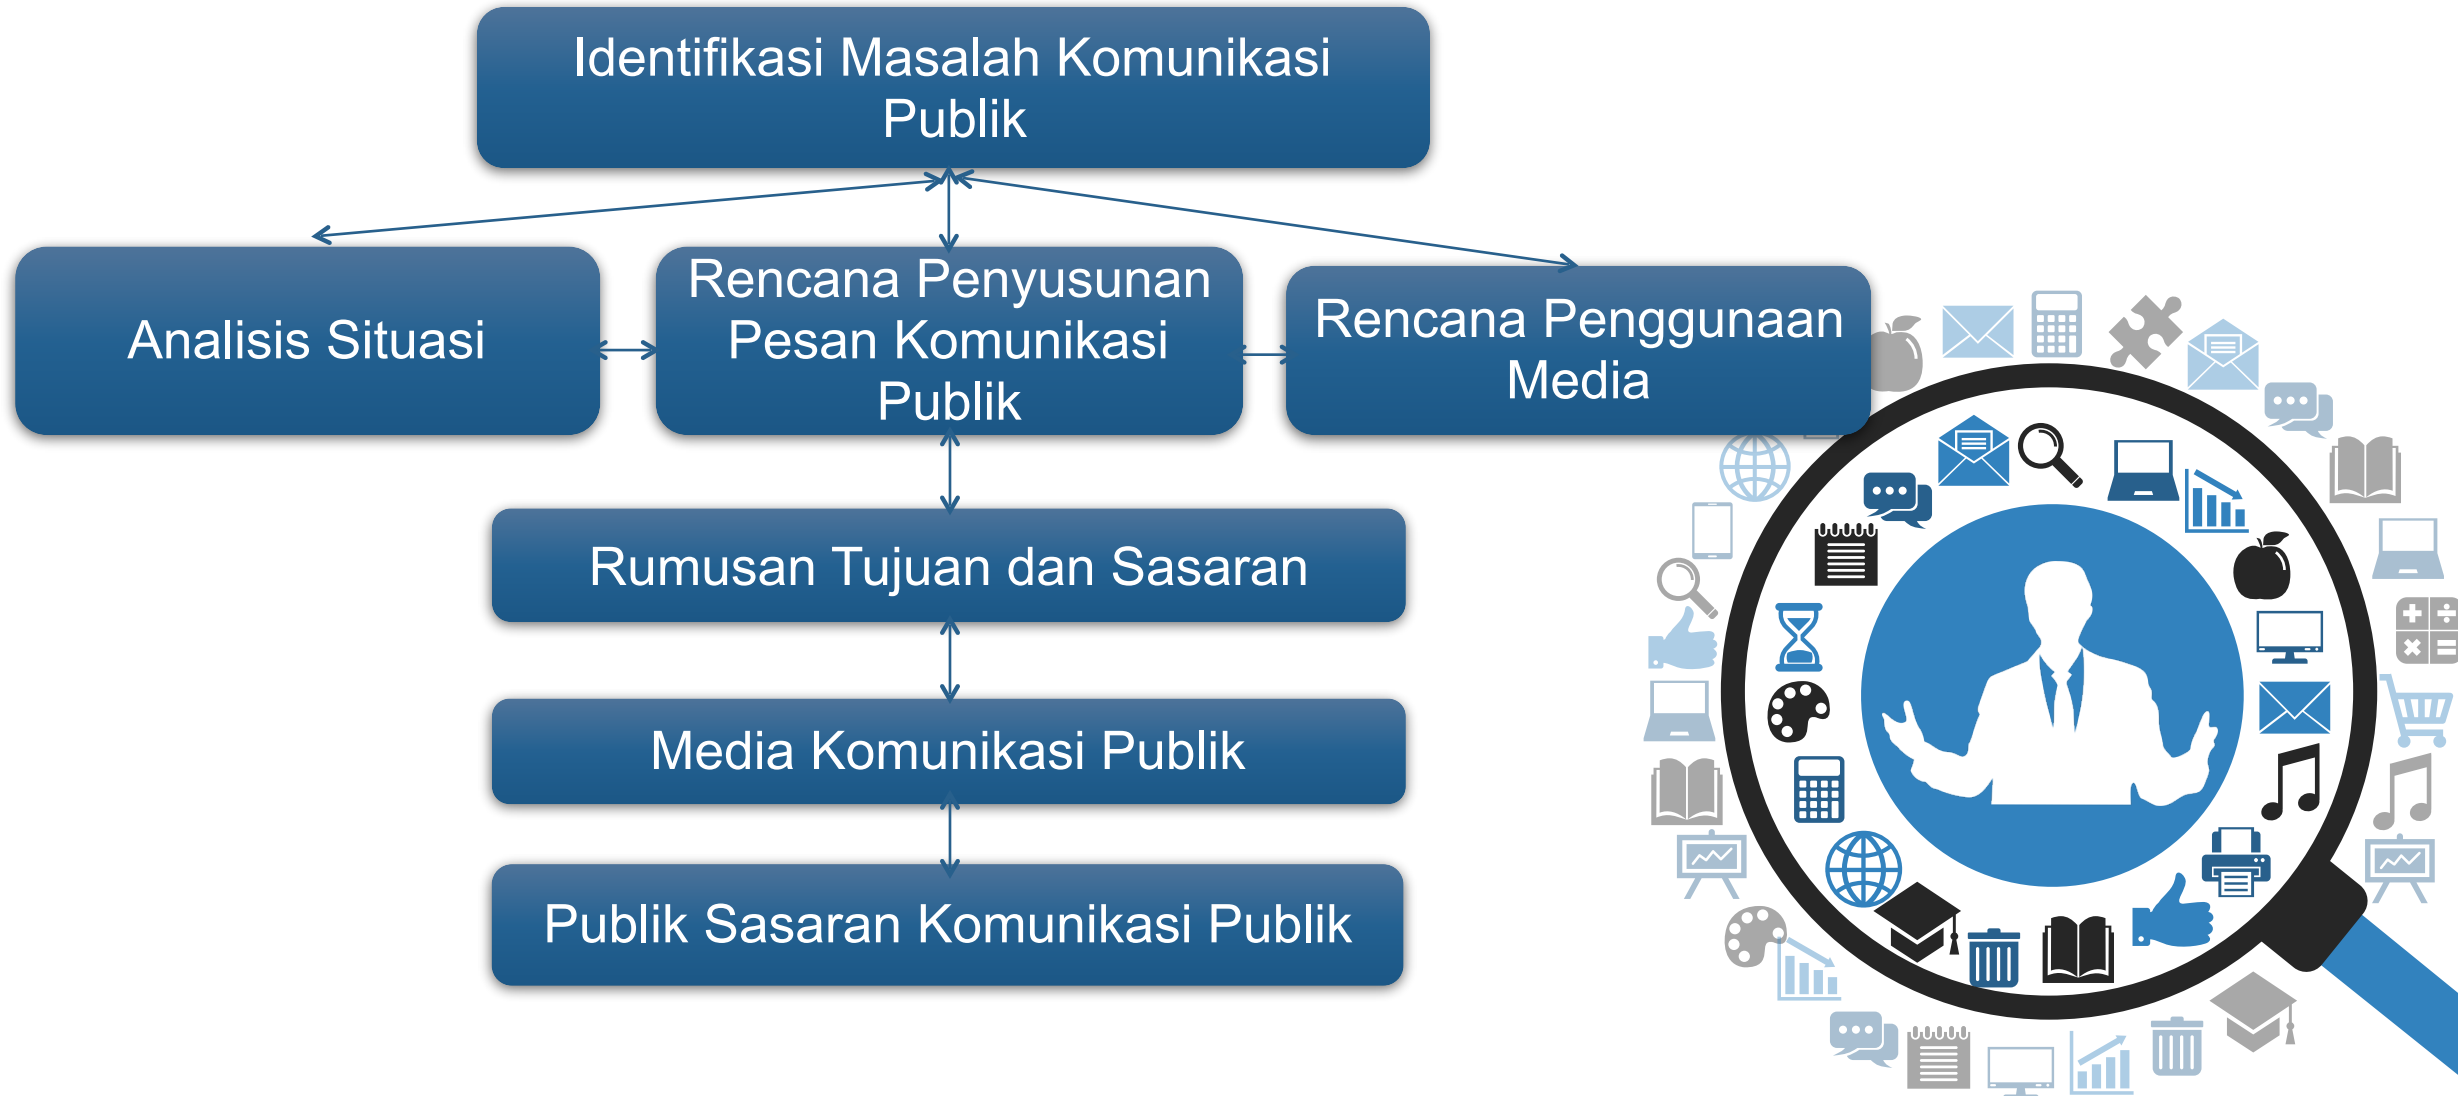 Identifikasi Masalah Komunikasi
Publik
Analisis Situasi
Rencana Penyusunan
Pesan Komunikasi
Publik
Rencana Penggunaan
Media
Rumusan Tujuan dan Sasaran
Media Komunikasi Publik
Publik Sasaran Komunikasi Publik